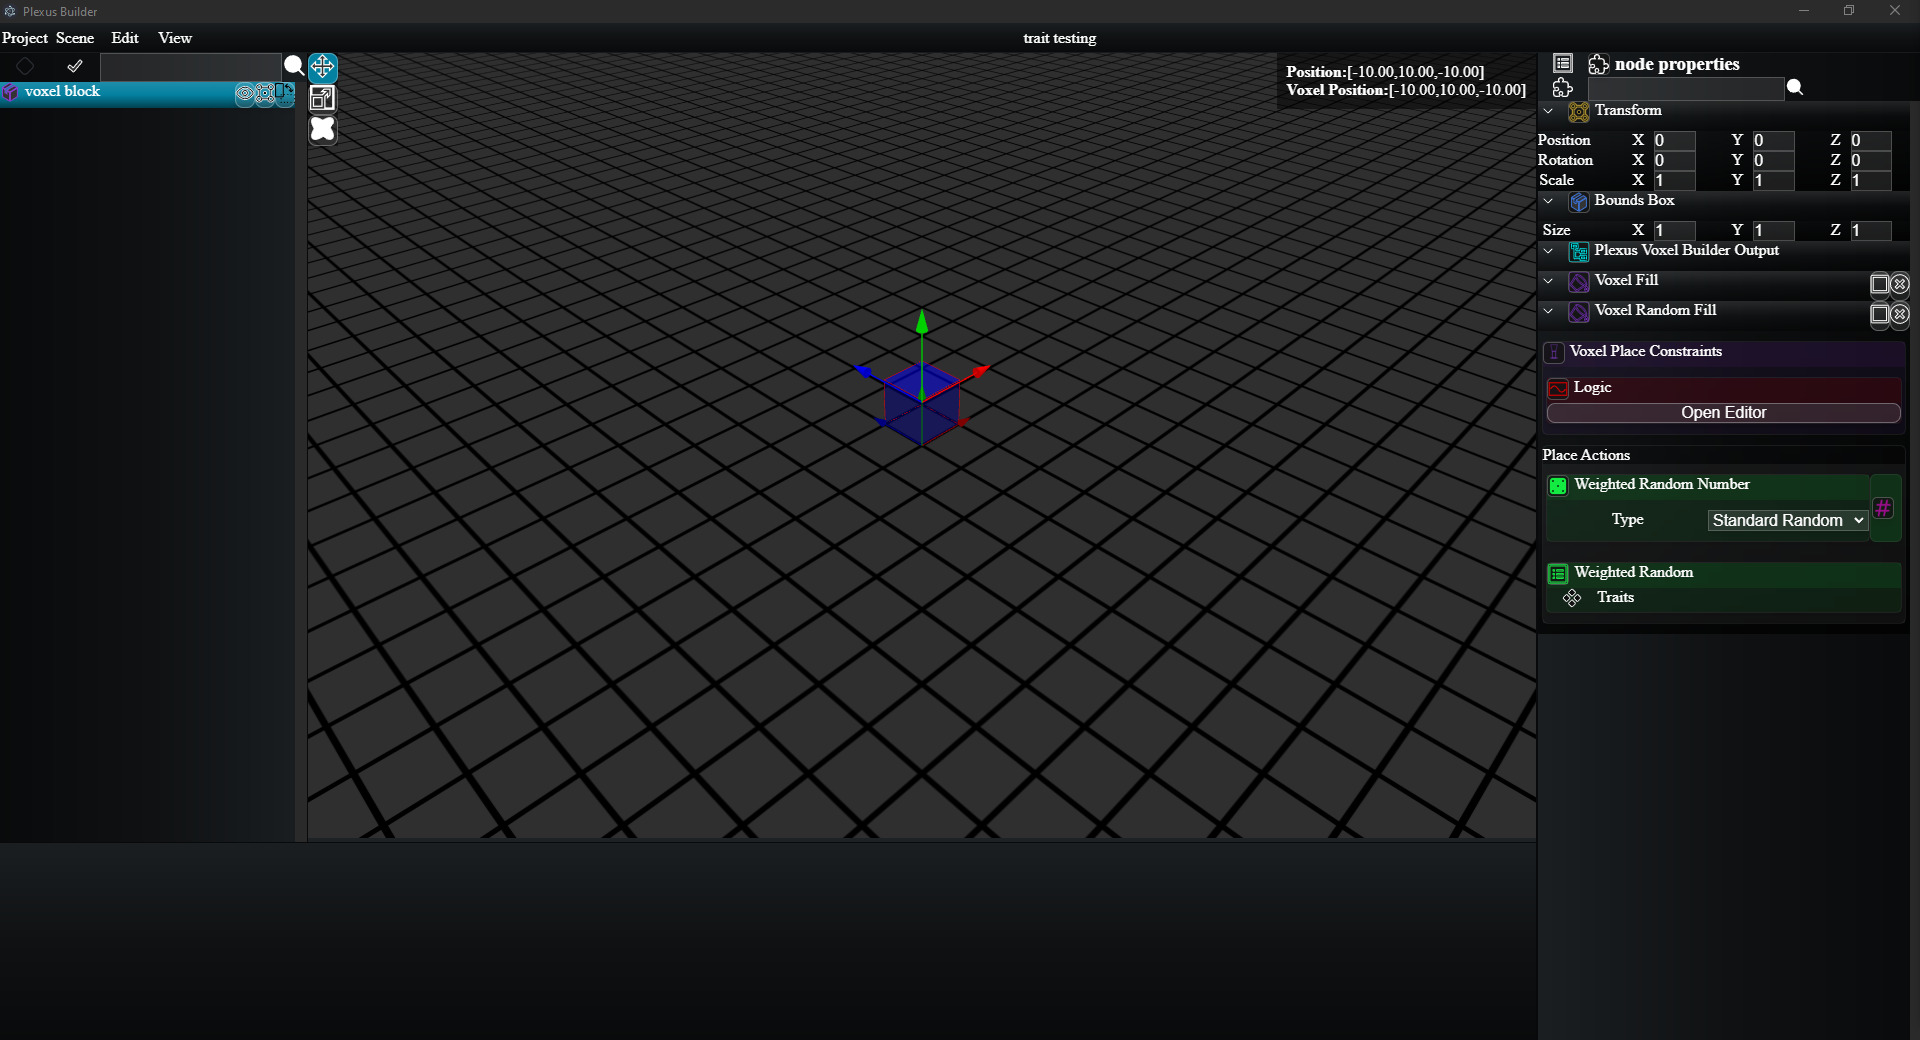 Plexus Builder
Project Scene Edit View
trait testing
voxel block
Position:[-10.00,10.00,-10.00]
Voxel Position:[-10.00,10.00,-10.00]
node properties
Transform
Position X 0 Y 0 Z 0
Rotation X 0 Y 0 Z 0
Scale X 1 Y 1 Z 1
Bounds Box
Size X 1 Y 1 Z 1
Plexus Voxel Builder Output
Voxel Fill
Voxel Random Fill
Voxel Place Constraints
Logic
Open Editor
Place Actions
Weighted Random Number
#
Type Standard Random
Weighted Random
Traits